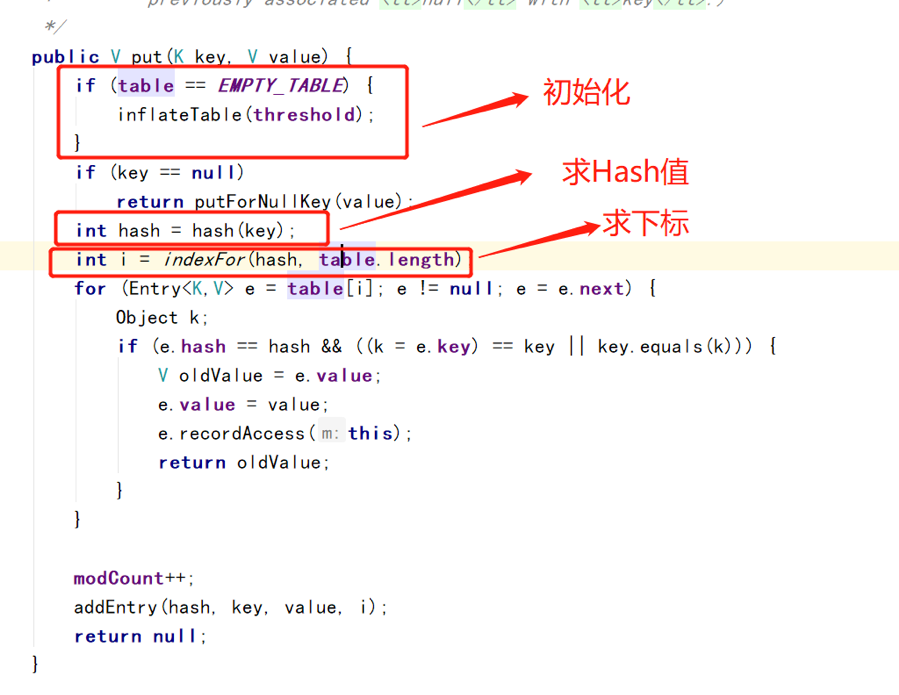 previously associated <tt>null</tt> with <tt>key</tt>.)
*/
public V put(K key, V value) {
if (table == EMPTY_TABLE) {
初始化
inflateTable(threshold);
}
if (key == null)
求Hash值
return putForNullKey(value);
int hash = hash(key);
求下标
int i = indexFor(hash, table.length)
for (Entry<K,V> e = table[i]; e != null; e = e.next) {
Object k;
if (e.hash == hash && ((k = e.key) == key || key.equals(k))) {
V oldValue = e.value;
e.value = value;
e.recordAccess( m: this);
return oldValue;
}
}
modCount++;
addEntry(hash, key, value, i);
return null;
}